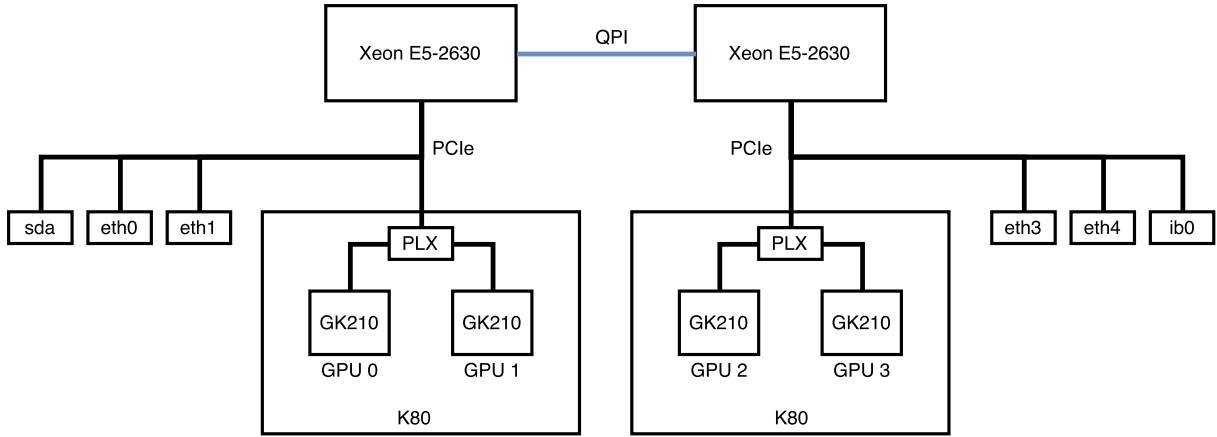 QPI
Xeon E5-2630
Xeon E5-2630
PCIe
PCIe
sda
eth0
eth1
eth3
eth4
ib0
PLX
PLX
GK210
GK210
GK210
GK210
GPU 0
GPU 1
GPU 2
GPU 3
K80
K80